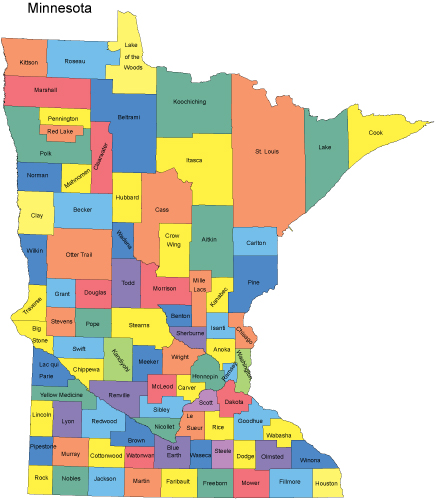 Minnesota
Kittson
Roseau
Lake
of the
Woods
Marshall
Koochiching
Beltrami
Pennington
Red Lake
Polk
Clearwater
St. Louis
Lake
Cook
Itasca
Norman
Mahnomen
Hubbard
Cass
Clay
Becker
Wadena
Crow
Wing
Aitkin
Carlton
Wilkin
Otter Trail
Todd
Morrison
Mille
Lacs
Kanabec
Pine
Traverse
Grant
Douglas
Big
Stone
Stevens
Pope
Stearns
Benton
Sherburne
Isanti
Chisago
Swift
Kandiyohi
Meeker
Wright
Anoka
Washington
Lac qui
Parle
Chippewa
Hennepin
Ramsey
McLeod
Carver
Yellow Medicine
Renville
Scott
Dakota
Sibley
Lincoln
Lyon
Redwood
Nicollet
Le
Sueur
Rice
Goodhue
Wabasha
Brown
Pipestone
Murray
Cottonwood
Watonwan
Blue
Earth
Waseca
Steele
Dodge
Olmsted
Winona
Rock
Nobles
Jackson
Martin
Faribault
Freeborn
Mower
Fillmore
Houston